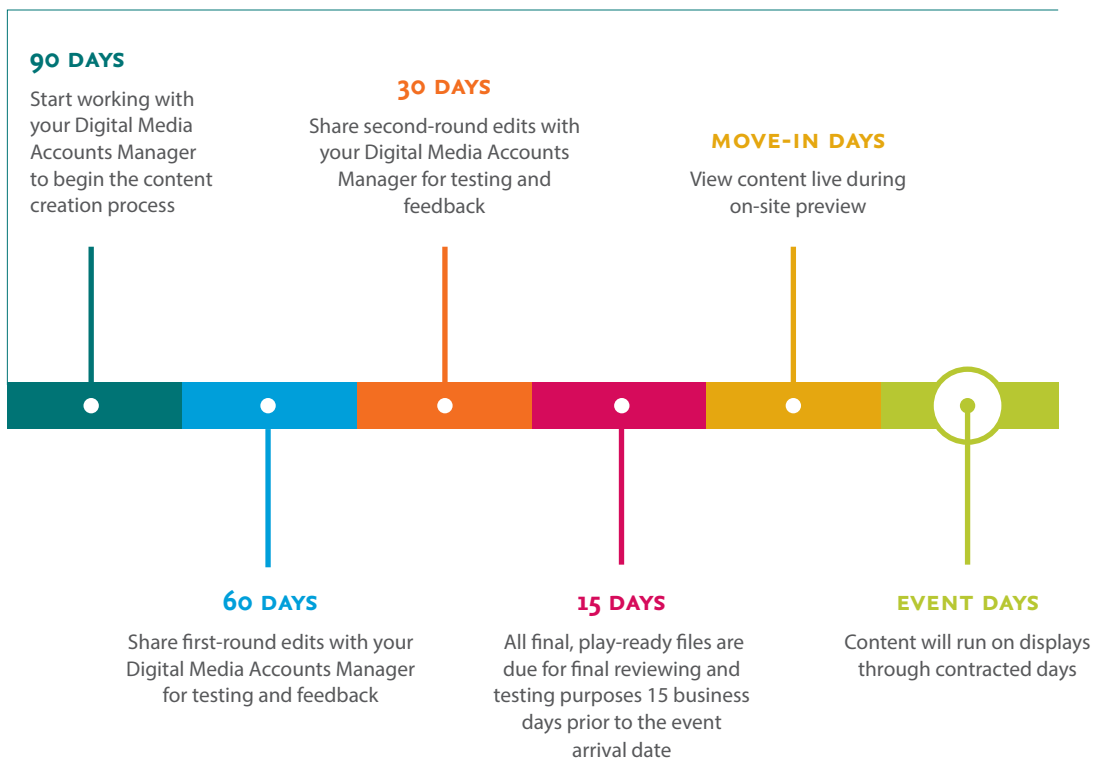 90 DAYS
Start working with
your Digital Media
Accounts Manager
to begin the content
creation process
30 DAYS
Share second-round edits with
your Digital Media Accounts
Manager for testing and
feedback
MOVE-IN DAYS
View content live during
on-site preview
60 DAYS
Share first-round edits with your
Digital Media Accounts Manager
for testing and feedback
15 DAYS
All final, play-ready files are
due for final reviewing and
testing purposes 15 business
days prior to the event
arrival date
EVENT DAYS
Content will run on displays
through contracted days